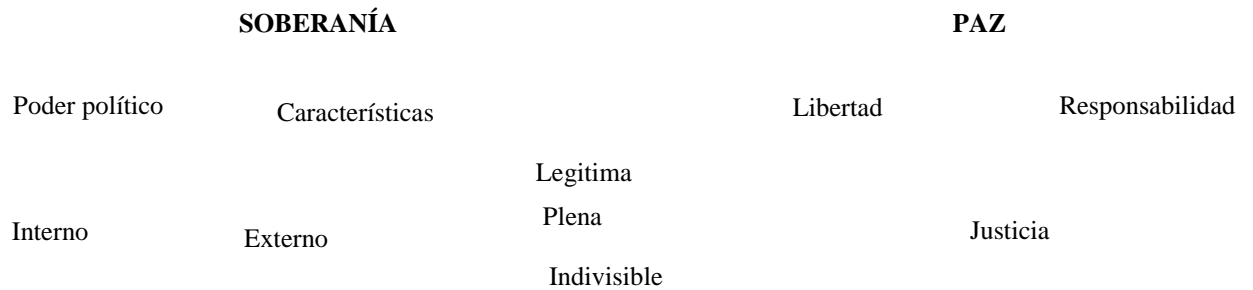 SOBERANÍA
PAZ
Poder político
Características
Libertad
Responsabilidad
Legitima
Plena
Interno
Externo
Justicia
Indivisible